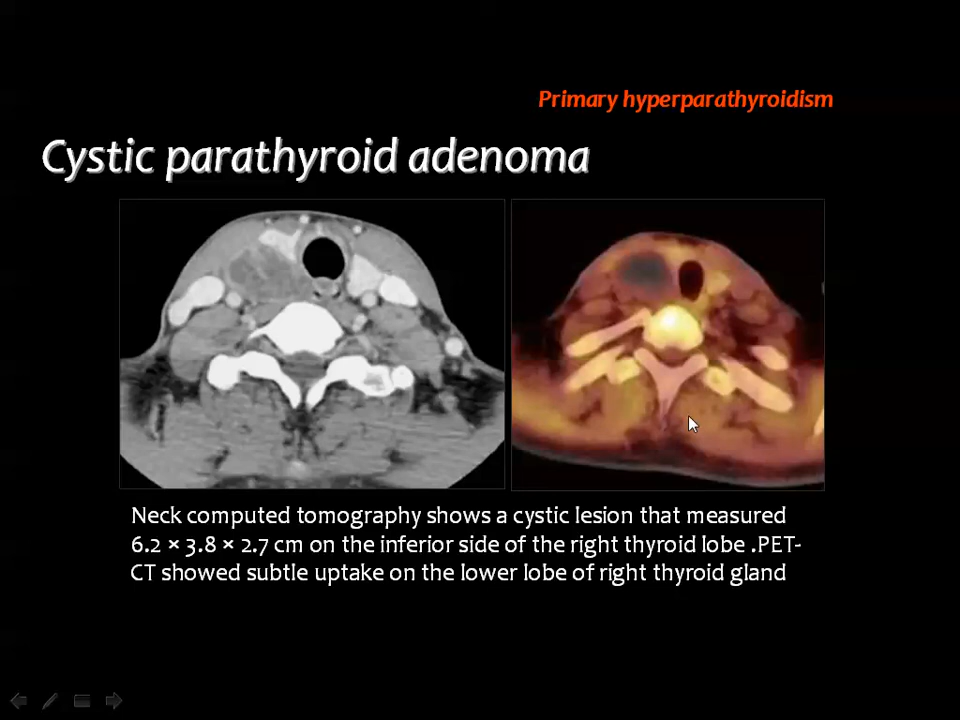 Primary hyperparathyroidism
Cystic parathyroid adenoma
Neck computed tomography shows a cystic lesion that measured
6.2 × 3.8 × 2.7 cm on the inferior side of the right thyroid lobe .PET-
CT showed subtle uptake on the lower lobe of right thyroid gland